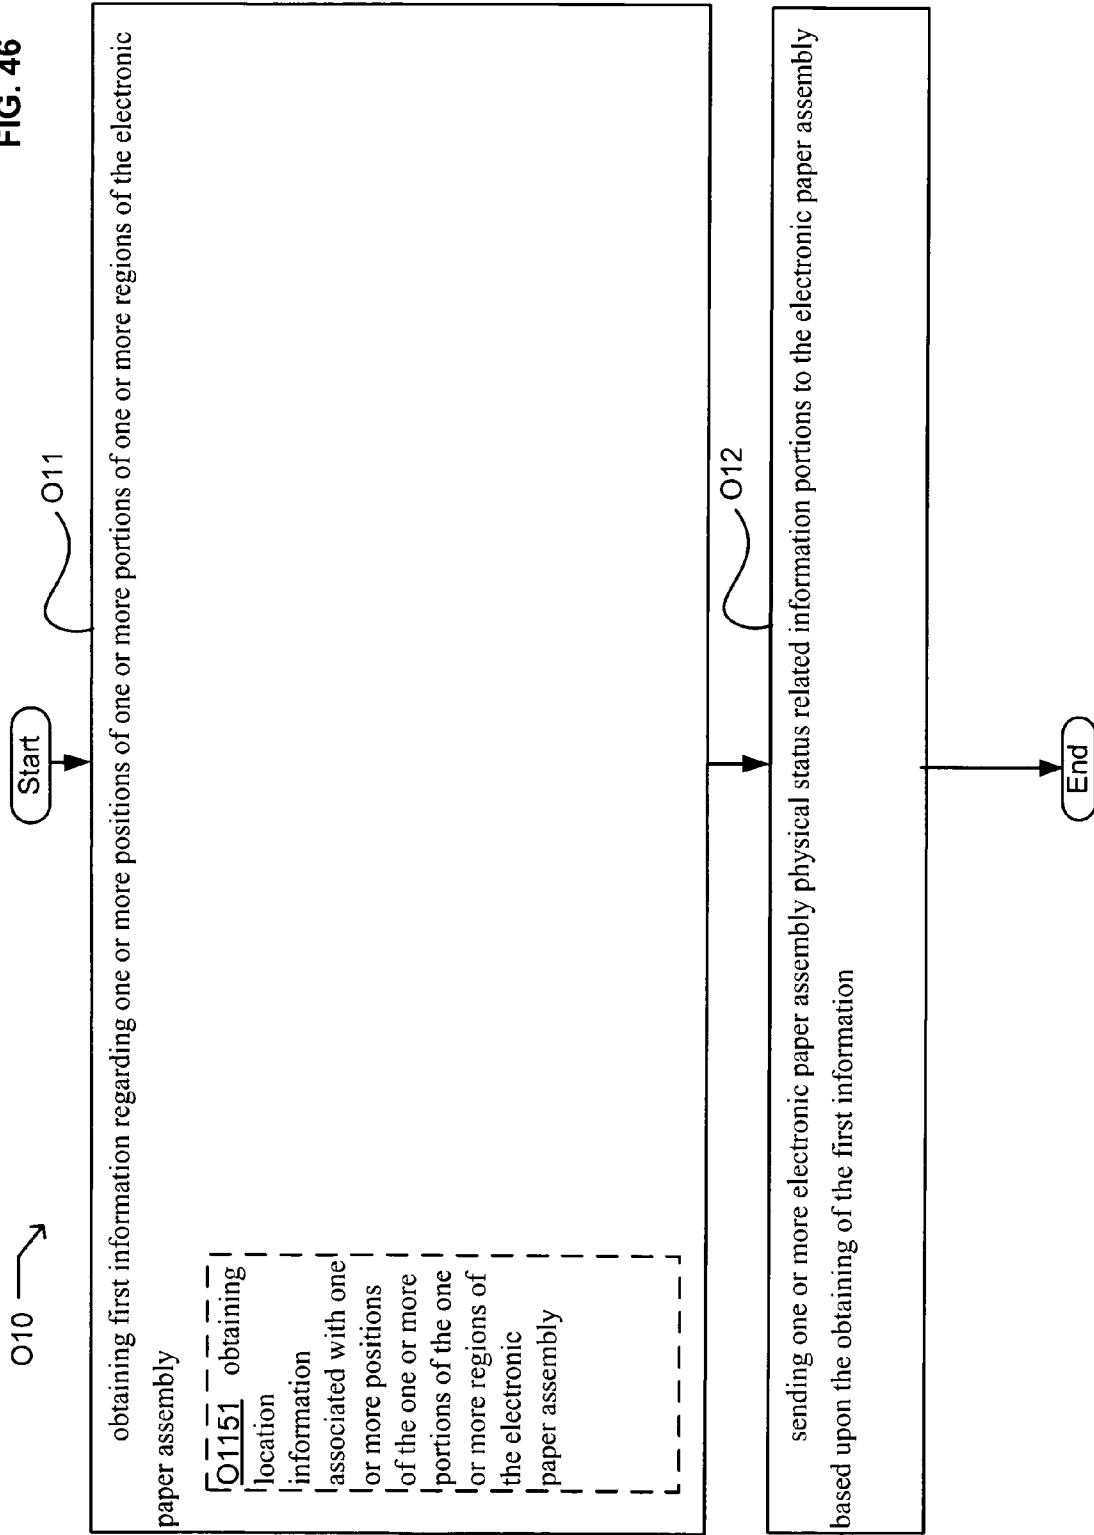 O10
FIG. 46
Start
O11
obtaining first information regarding one or more positions of one or more portions of one or more regions of the electronic
paper assembly
O1151 obtaining
location
information
associated with one
or more positions
of the one or more
portions of the one
or more regions of
the electronic
paper assembly
O12
sending one or more electronic paper assembly physical status related information portions to the electronic paper assembly
based upon the obtaining of the first information
End